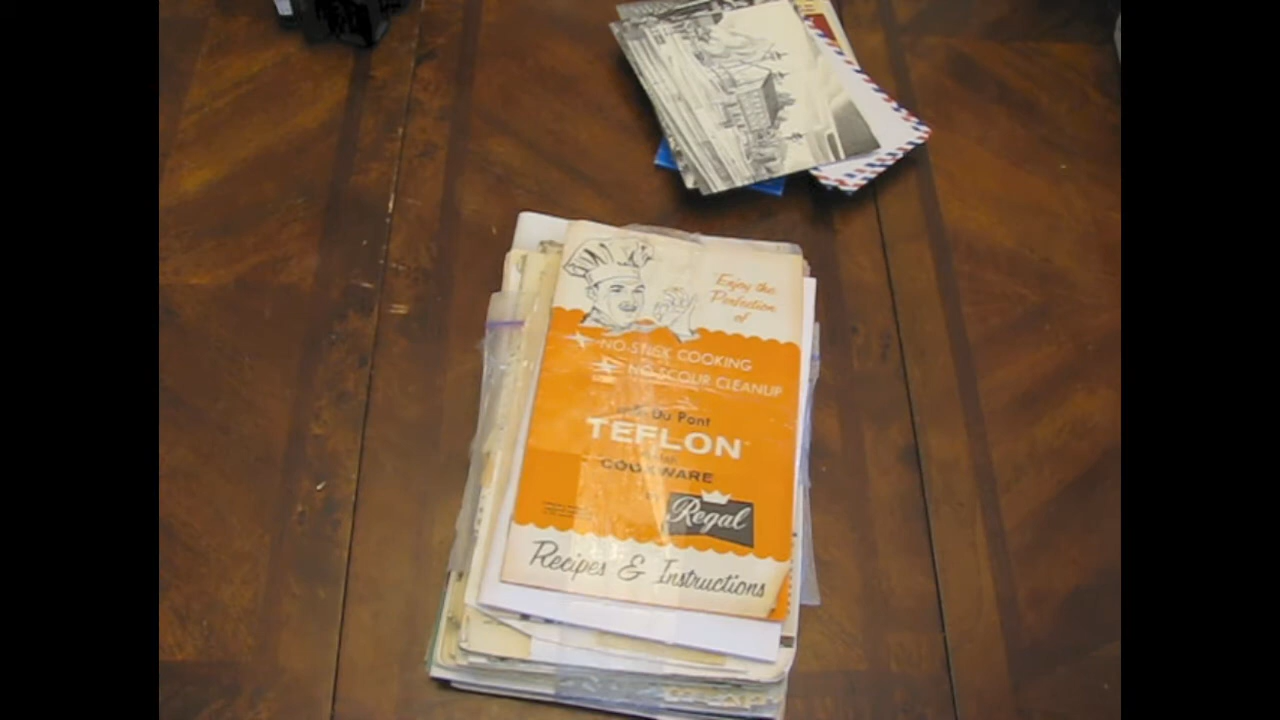 Enjoy the
Perfection
of
NO-STICK COOKING
NO-SCOUR CLEANUP
Du Pont
TEFLON
COOKWARE
Regal
Recipes & Instructions